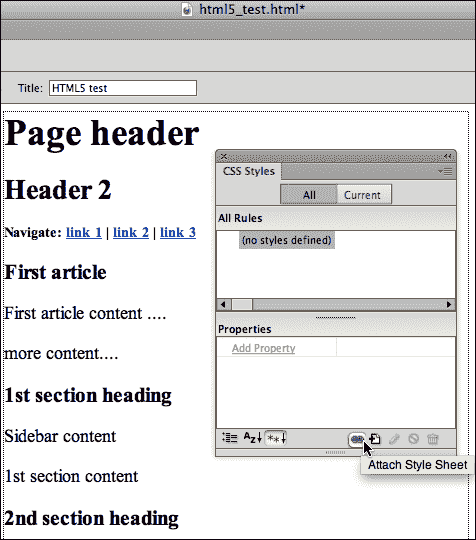 html5_test.html*
Title: HTML5 test
Page header
Header 2
Navigate: link 1 | link 2 | link 3
First article
First article content ....
more content....
1st section heading
Sidebar content
1st section content
2nd section heading
CSS Styles
All Current
All Rules
(no styles defined)
Properties
Add Property
AZ
**
Attach Style Sheet